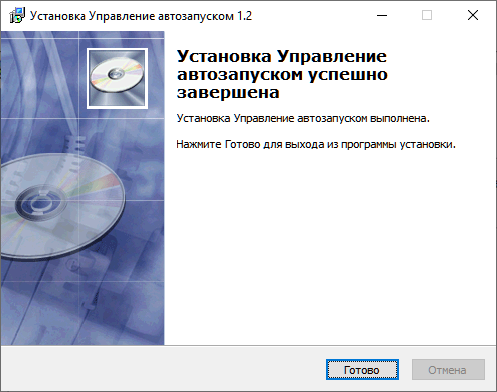 Установка Управление автозапуском 1.2
Установка Управление
автозапуском успешно
завершена
Установка Управление автозапуском выполнена.
Нажмите Готово для выхода из программы установки.
Готово
Отмена